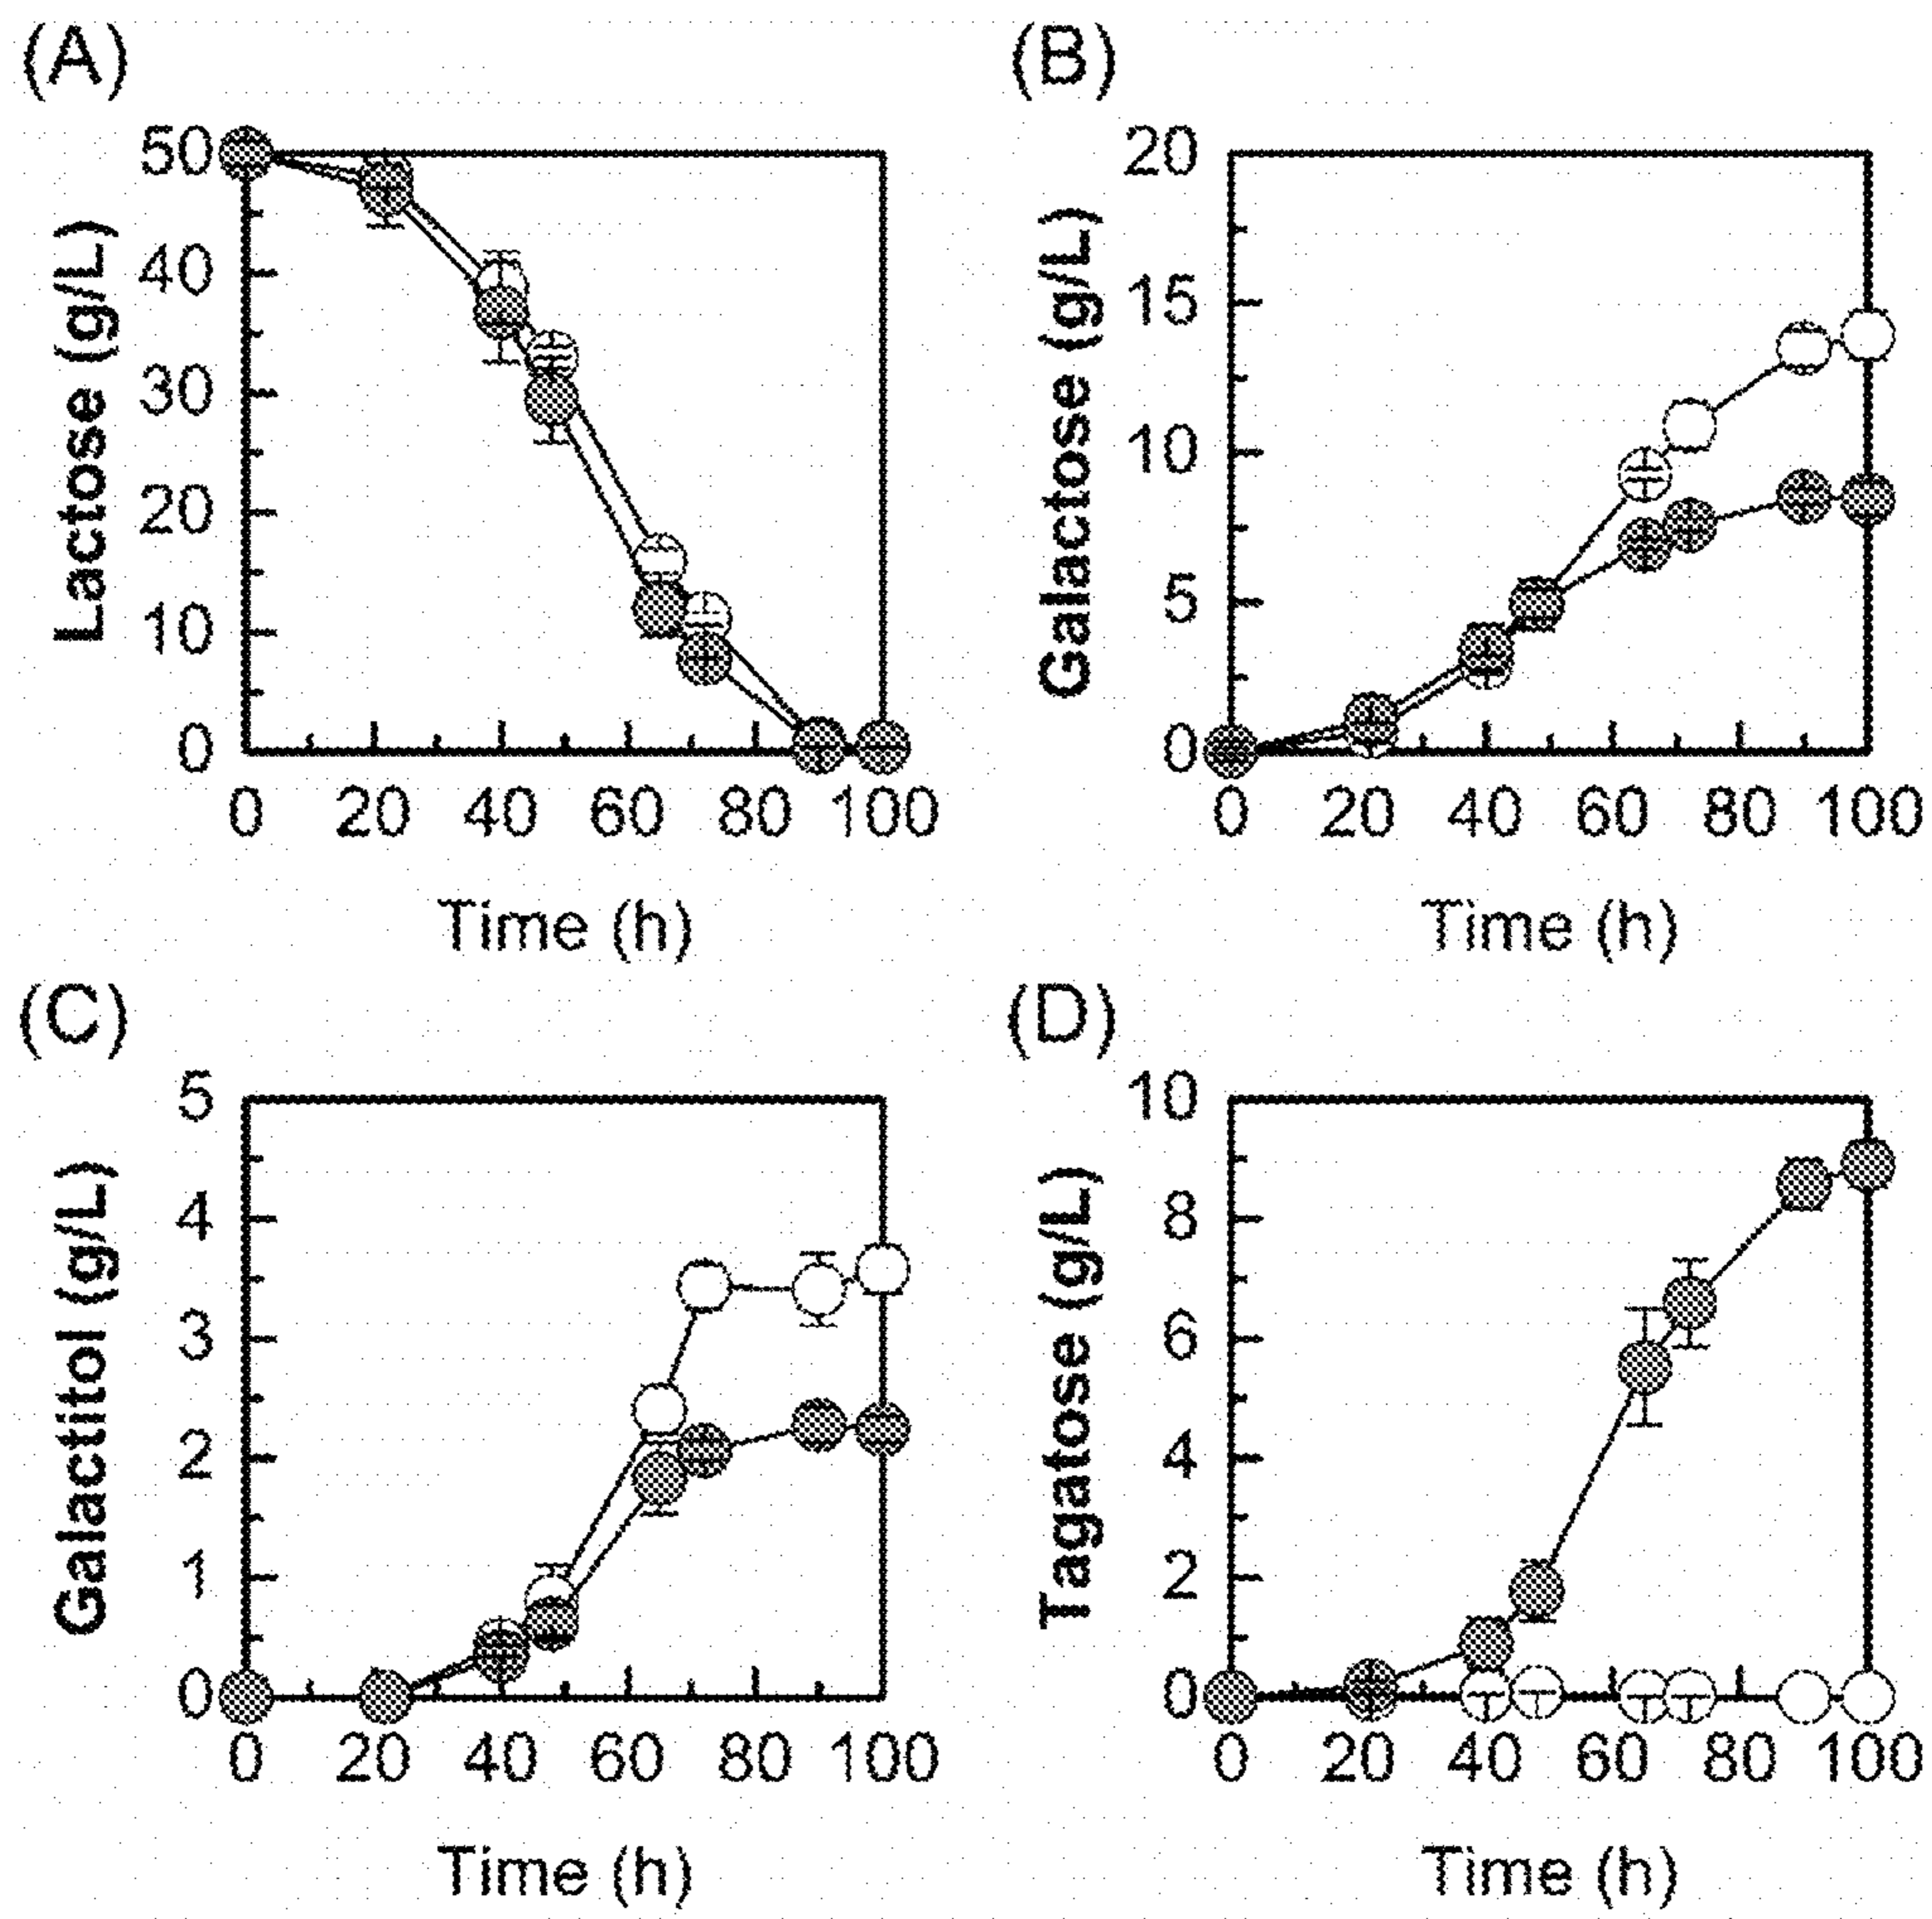 (A)
Lactose (g/L)
50
40
30
20
10
0
0 20 40 60 80 100
Time (h)
(B)
Galactose (g/L)
20
15
10
5
0
0 20 40 60 80 100
Time (h)
(C)
Galactitol (g/L)
5
4
3
2
1
0
0 20 40 60 80 100
Time (h)
(D)
Tagatose (g/L)
10
8
6
4
2
0
0 20 40 60 80 100
Time (h)